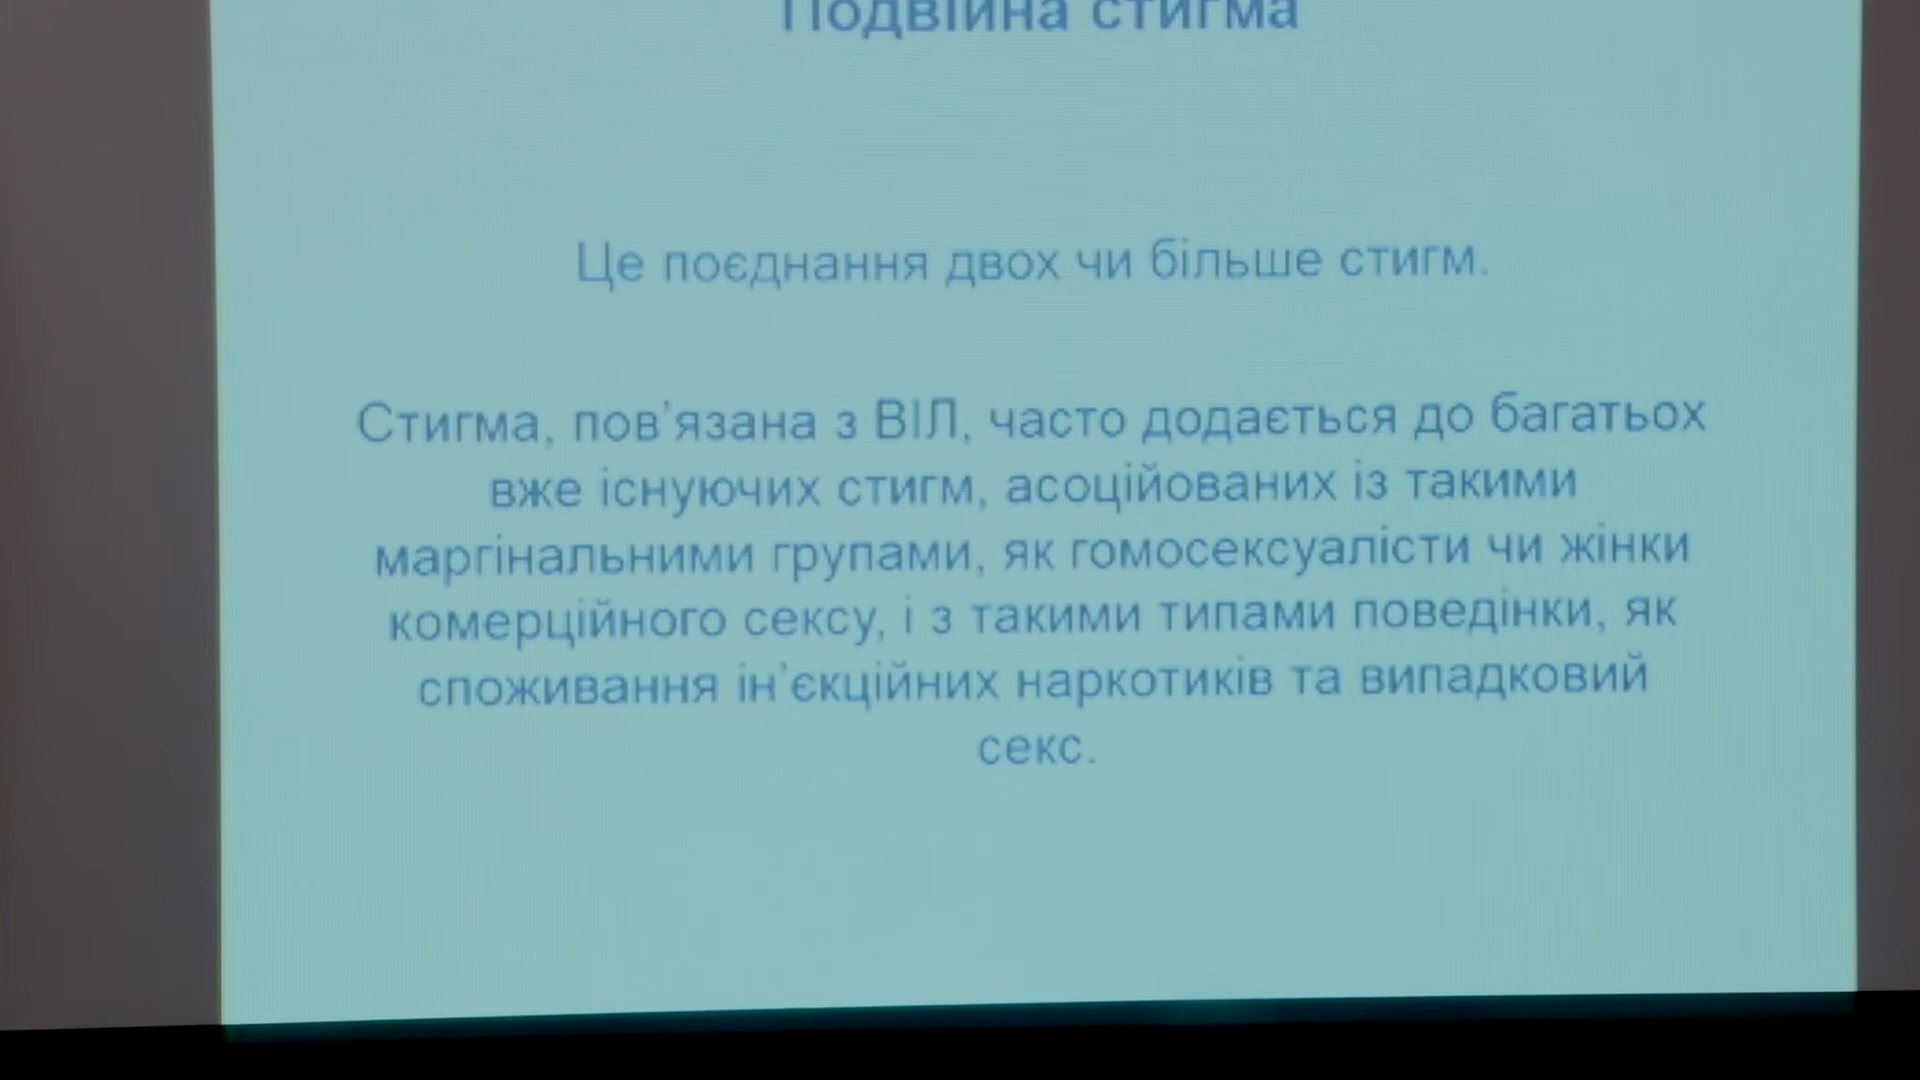 Подвійна стигма
Це поєднання двох чи більше стигм.
Стигма, пов'язана з ВІЛ, часто додається до багатьох
вже існуючих стигм, асоційованих із такими
маргінальними групами, як гомосексуалісти чи жінки
комерційного сексу, і з такими типами поведінки, як
споживання ін'єкційних наркотиків та випадковий
секс.